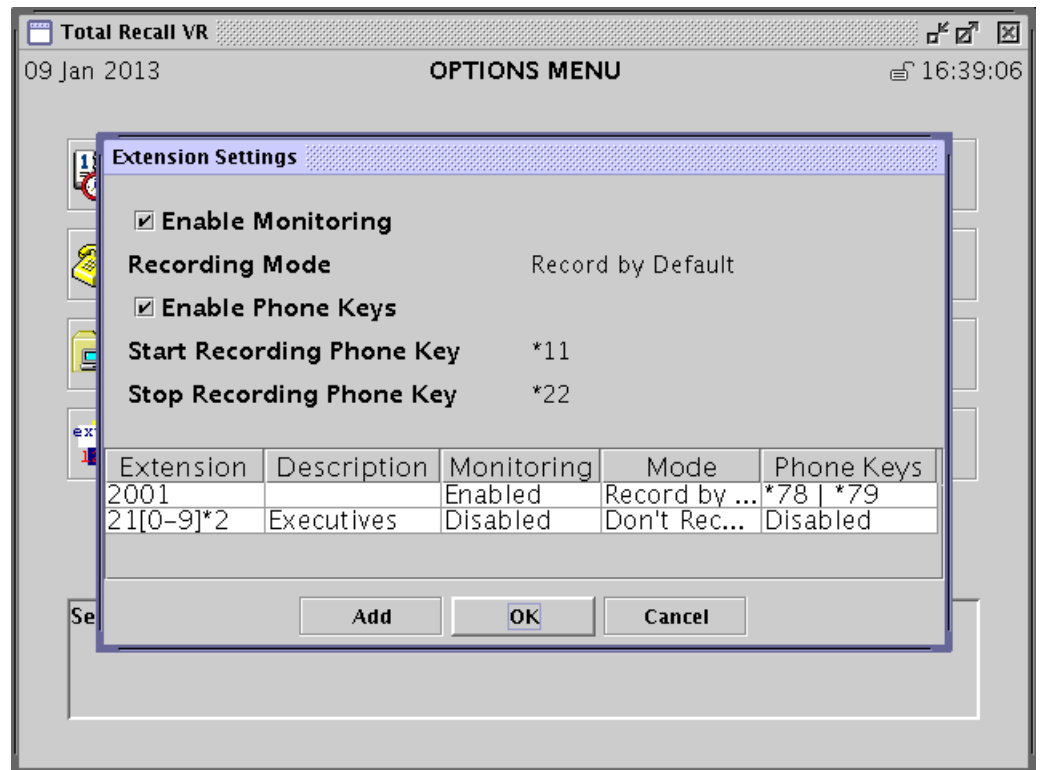 Total Recall VR
09 Jan 2013 OPTIONS MENU 16:39:06
Extension Settings
Enable Monitoring
Recording Mode Record by Default
Enable Phone Keys
Start Recording Phone Key *11
Stop Recording Phone Key *22
Extension Description Monitoring Mode Phone Keys
2001 Enabled Record by ... *78 | *79
21[0-9]*2 Executives Disabled Don't Rec... Disabled
Add OK Cancel
Se